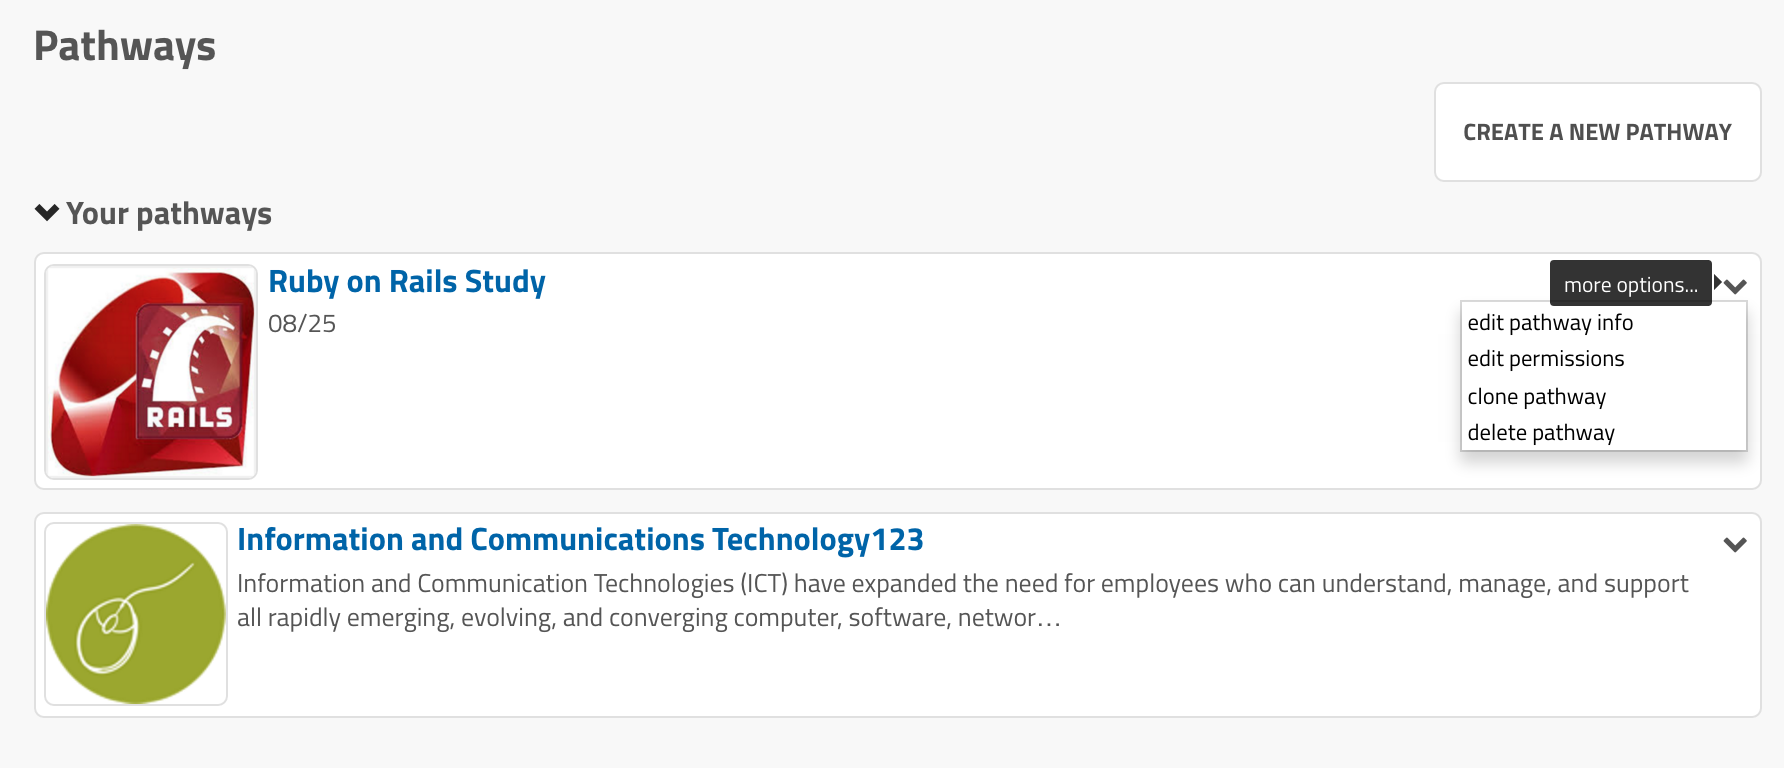 Pathways
CREATE A NEW PATHWAY
Your pathways
RAILS
Ruby on Rails Study
08/25
more options...
edit pathway info
edit permissions
clone pathway
delete pathway
Information and Communications Technology123
Information and Communication Technologies (ICT) have expanded the need for employees who can understand, manage, and support
all rapidly emerging, evolving, and converging computer, software, networ…